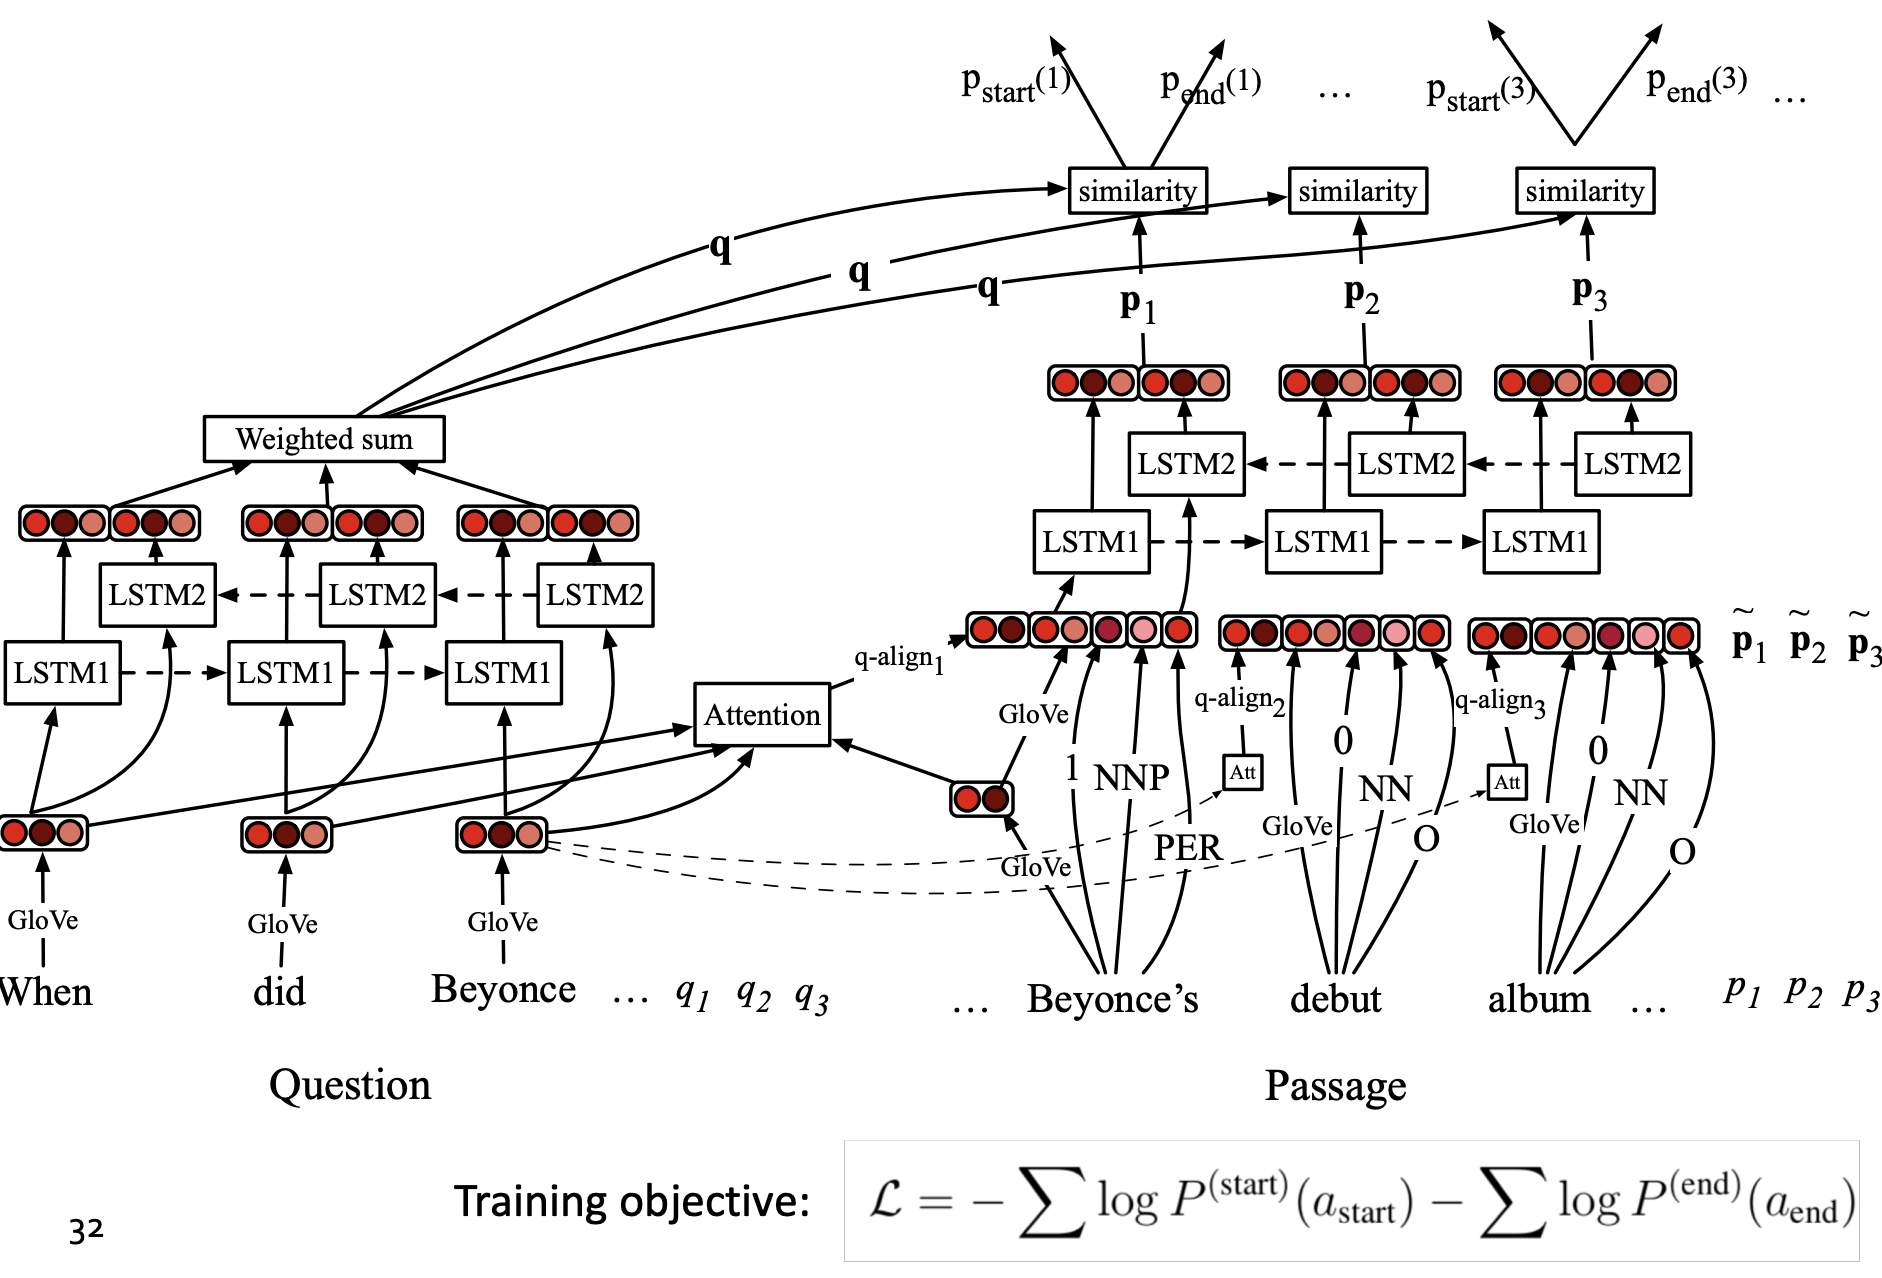 p_start(1) p_end(1) … p_start(3) p_end(3) …
similarity similarity similarity
q q q
p_1 p_2 p_3
Weighted sum
LSTM2 LSTM2 LSTM2
LSTM1 LSTM1 LSTM1
LSTM2 LSTM2 LSTM2
LSTM1 LSTM1 LSTM1
p̃_1 p̃_2 p̃_3
q-align_1
Attention
GloVe q-align_2 q-align_3
1 NNP 0 NN 0 NN
Att Att
PER GloVe O GloVe O
GloVe
GloVe GloVe GloVe
When did Beyonce … q_1 q_2 q_3
… Beyonce’s debut album … p_1 p_2 p_3
Question Passage
Training objective: ℒ = − ∑ log P^(start)(a_start) − ∑ log P^(end)(a_end)
32